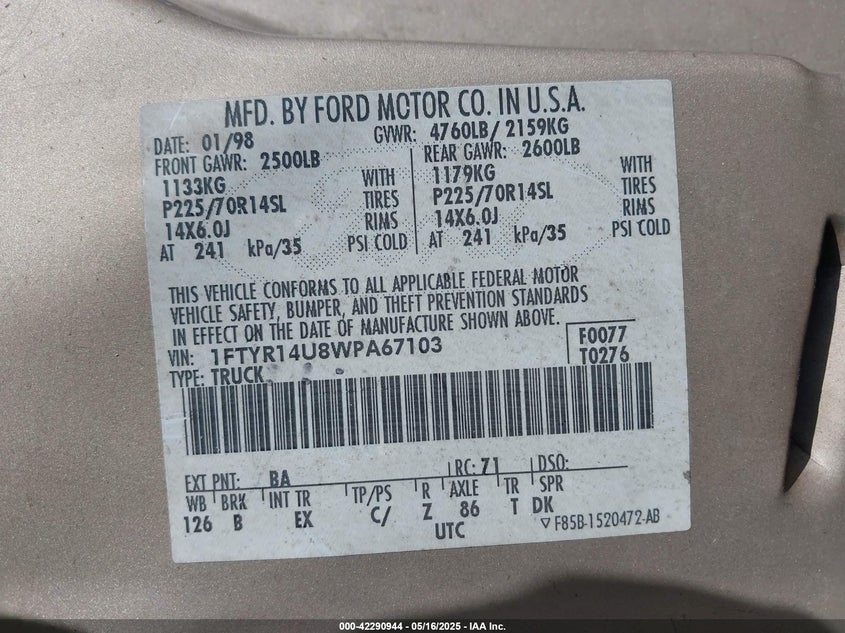 MFD. BY FORD MOTOR CO. IN U.S.A.
DATE: 01/98 GVWR: 4760LB/ 2159KG
FRONT GAWR: 2500LB REAR GAWR: 2600LB
1133KG WITH 1179KG WITH
P225/70R14SL TIRES P225/70R14SL TIRES
14X6.0J RIMS 14X6.0J RIMS
AT 241 kPa/35 PSI COLD AT 241 kPa/35 PSI COLD
THIS VEHICLE CONFORMS TO ALL APPLICABLE FEDERAL MOTOR
VEHICLE SAFETY, BUMPER, AND THEFT PREVENTION STANDARDS
IN EFFECT ON THE DATE OF MANUFACTURE SHOWN ABOVE.
VIN: 1FTYR14U8WPA67103 F0077
TYPE: TRUCK T0276
EXT PNT: BA RC: 71 DSO:
WB BRK INT TR TP/PS R AXLE TR SPR
126 B EX C/ Z 86 T DK
UTC ▽ F85B-1520472-AB
000-42290944 - 05/16/2025 - IAA Inc.